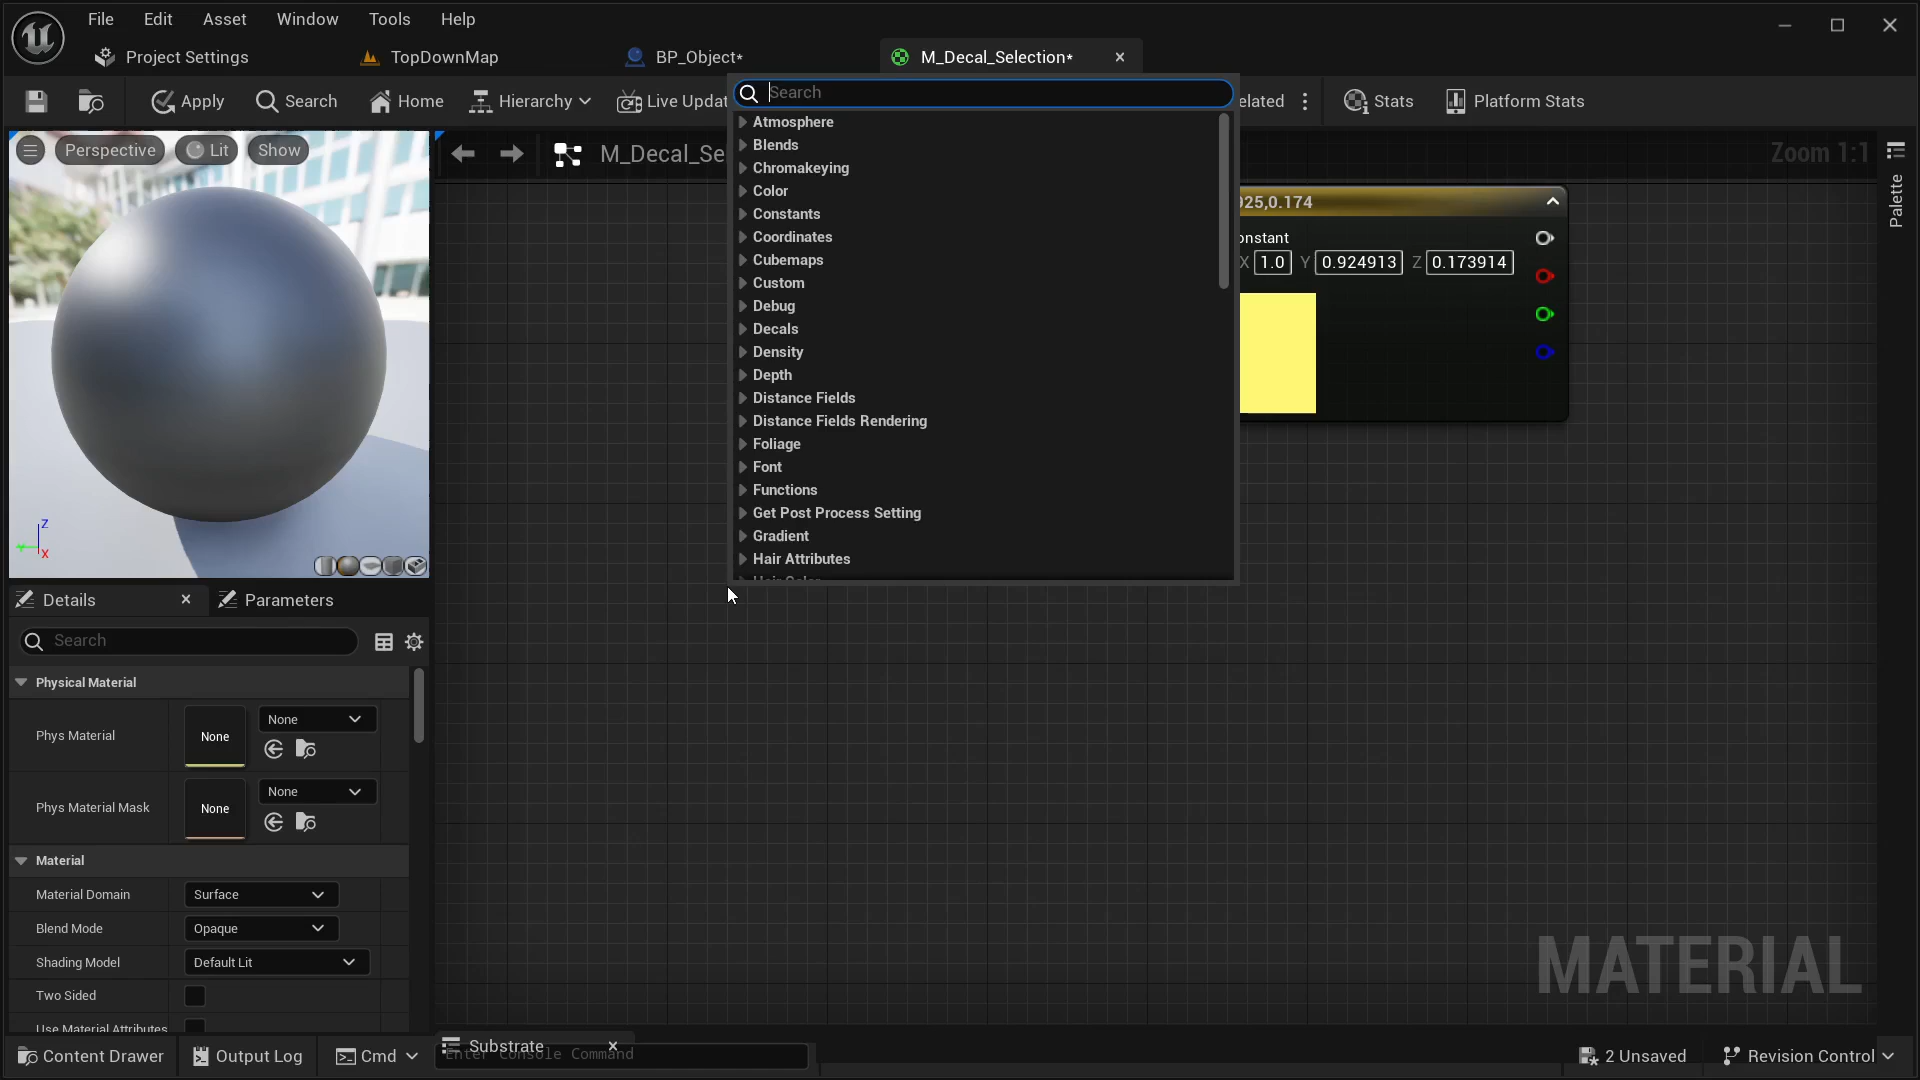 File Edit Asset Window Tools Help
Project Settings
TopDownMap
BP_Object*
M_Decal_Selection*
Apply
Search
Home
Hierarchy
Live Updat
elated
Stats
Platform Stats
Search
Atmosphere
Blends
Chromakeying
Color
Constants
Coordinates
Cubemaps
Custom
Debug
Decals
Density
Depth
Distance Fields
Distance Fields Rendering
Foliage
Font
Functions
Get Post Process Setting
Gradient
Hair Attributes
Hair Color
Perspective
Lit
Show
M_Decal_Se
Zoom 1:1
Palette
925,0.174
onstant
X 1.0 Y 0.924913 Z 0.173914
Z
Y
X
Details
Parameters
Search
Physical Material
Phys Material
None
None
Phys Material Mask
None
None
Material
Material Domain
Surface
Blend Mode
Opaque
Shading Model
Default Lit
Two Sided
Use Material Attributes
MATERIAL
Substrate
Content Drawer
Output Log
Cmd
Enter Console Command
2 Unsaved
Revision Control